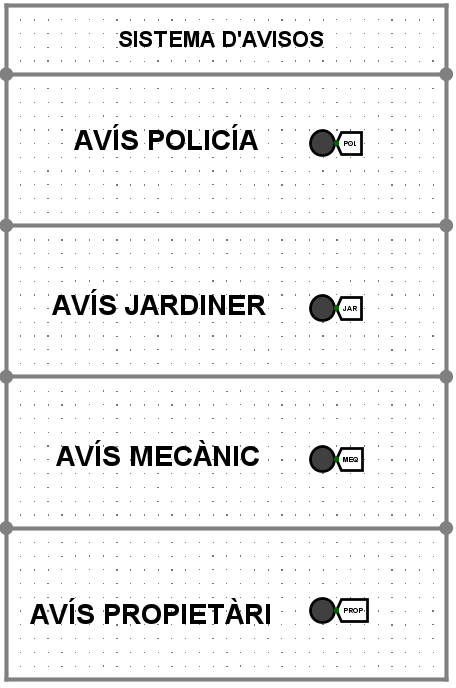 SISTEMA D'AVISOS
AVÍS POLICÍA
POL
AVÍS JARDINER
JAR
AVÍS MECÀNIC
MEQ
AVÍS PROPIETÀRI
PROP